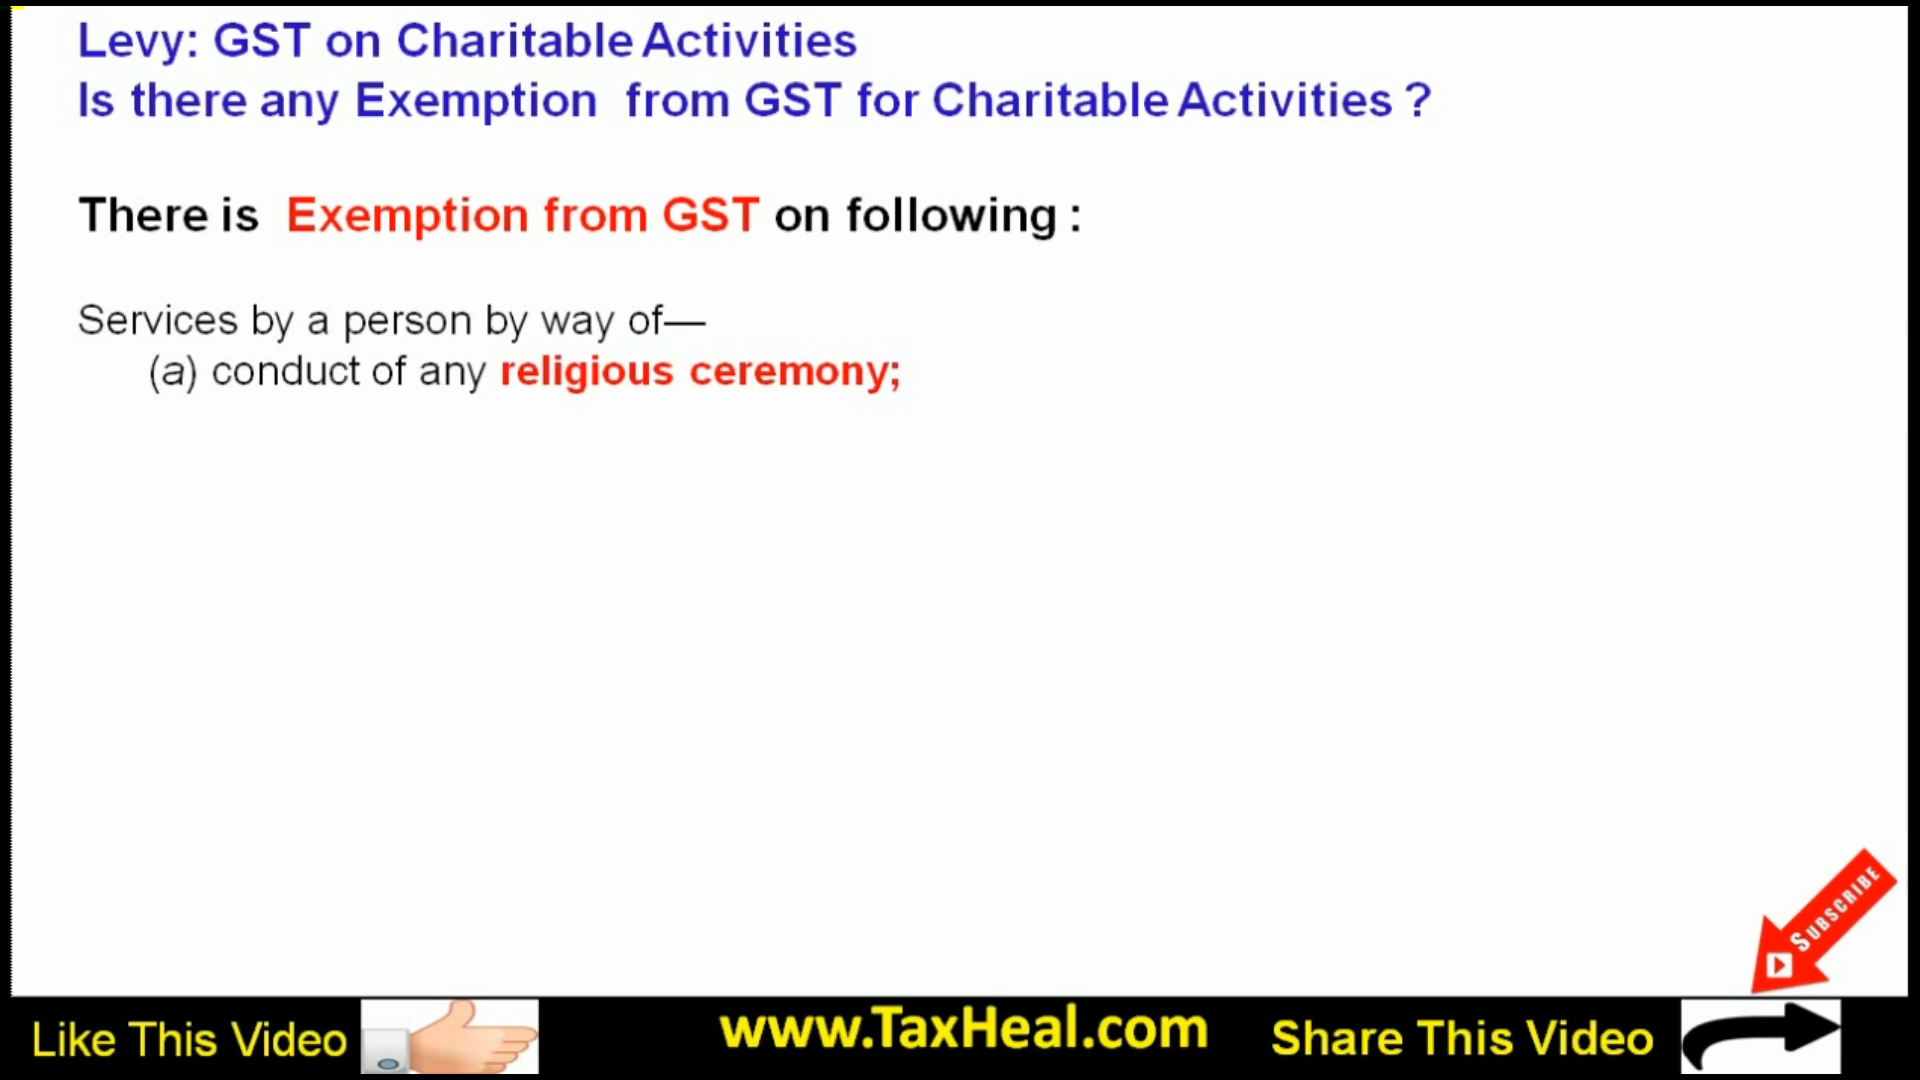 Levy: GST on Charitable Activities
Is there any Exemption from GST for Charitable Activities ?
There is Exemption from GST on following :
Services by a person by way of—
(a) conduct of any religious ceremony;
SUBSCRIBE
Like This Video
www.TaxHeal.com
Share This Video